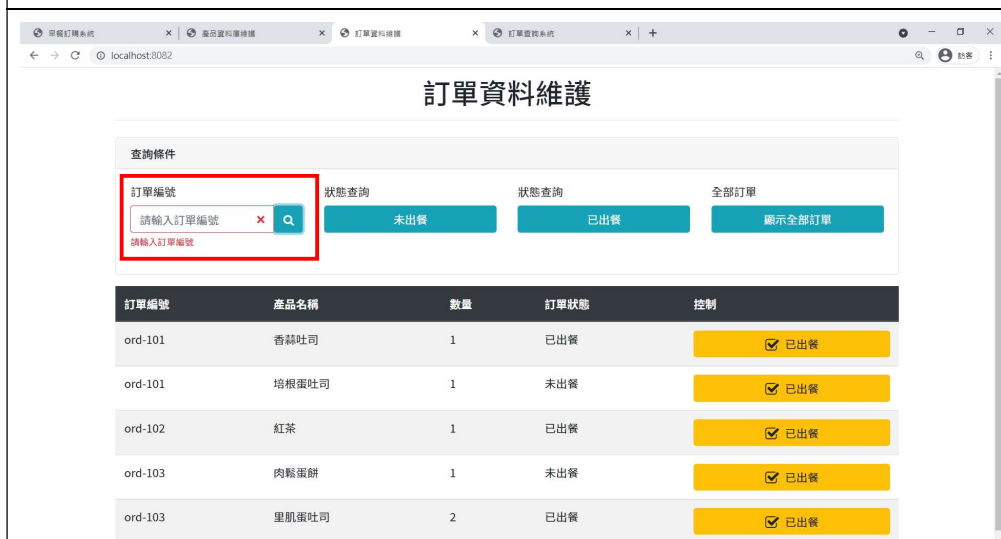 早餐訂購系統 產品資料庫維護 訂單資料維護 訂單查詢系統
localhost:8082 訪客
訂單資料維護
查詢條件
訂單編號 狀態查詢 狀態查詢 全部訂單
請輸入訂單編號 未出餐 已出餐 顯示全部訂單
請輸入訂單編號
訂單編號 產品名稱 數量 訂單狀態 控制
ord-101 香蒜吐司 1 已出餐 已出餐
ord-101 培根蛋吐司 1 未出餐 已出餐
ord-102 紅茶 1 已出餐 已出餐
ord-103 肉鬆蛋餅 1 未出餐 已出餐
ord-103 里肌蛋吐司 2 已出餐 已出餐